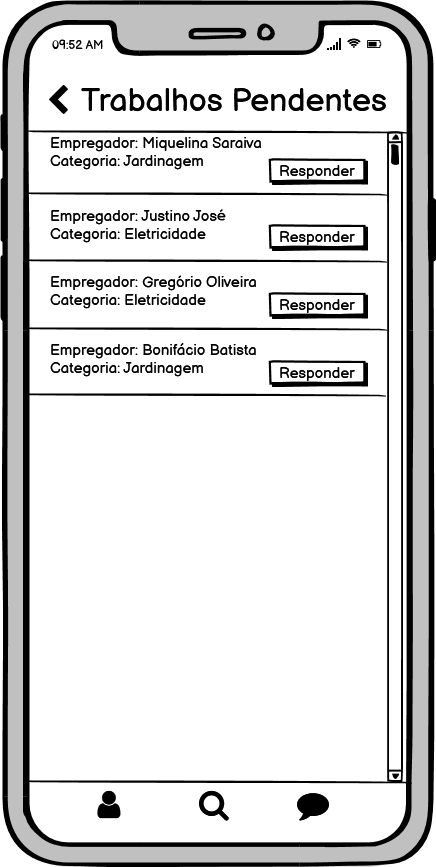 09:52 AM
Trabalhos Pendentes
Empregador: Miquelina Saraiva
Categoria: Jardinagem
Responder
Empregador: Justino José
Categoria: Eletricidade
Responder
Empregador: Gregório Oliveira
Categoria: Eletricidade
Responder
Empregador: Bonifácio Batista
Categoria: Jardinagem
Responder